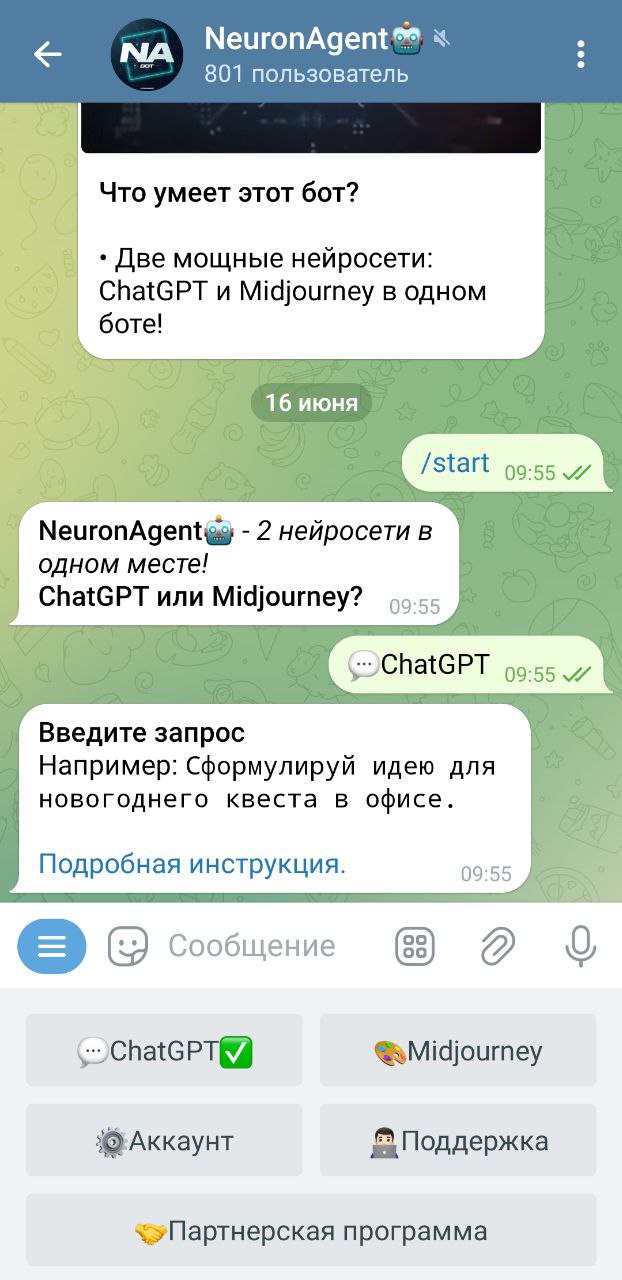 NeuronAgent🤖
801 пользователь
NA
BOT
Что умеет этот бот?
• Две мощные нейросети:
ChatGPT и Midjourney в одном
боте!
16 июня
/start 09:55
NeuronAgent🤖 - 2 нейросети в
одном месте!
ChatGPT или Midjourney? 09:55
💬ChatGPT 09:55
Введите запрос
Например: Сформулируй идею для
новогоднего квеста в офисе.
Подробная инструкция. 09:55
Сообщение
💬ChatGPT✅ 🎨Midjourney
⚙️Аккаунт 👨🏻‍💻Поддержка
🤝Партнерская программа